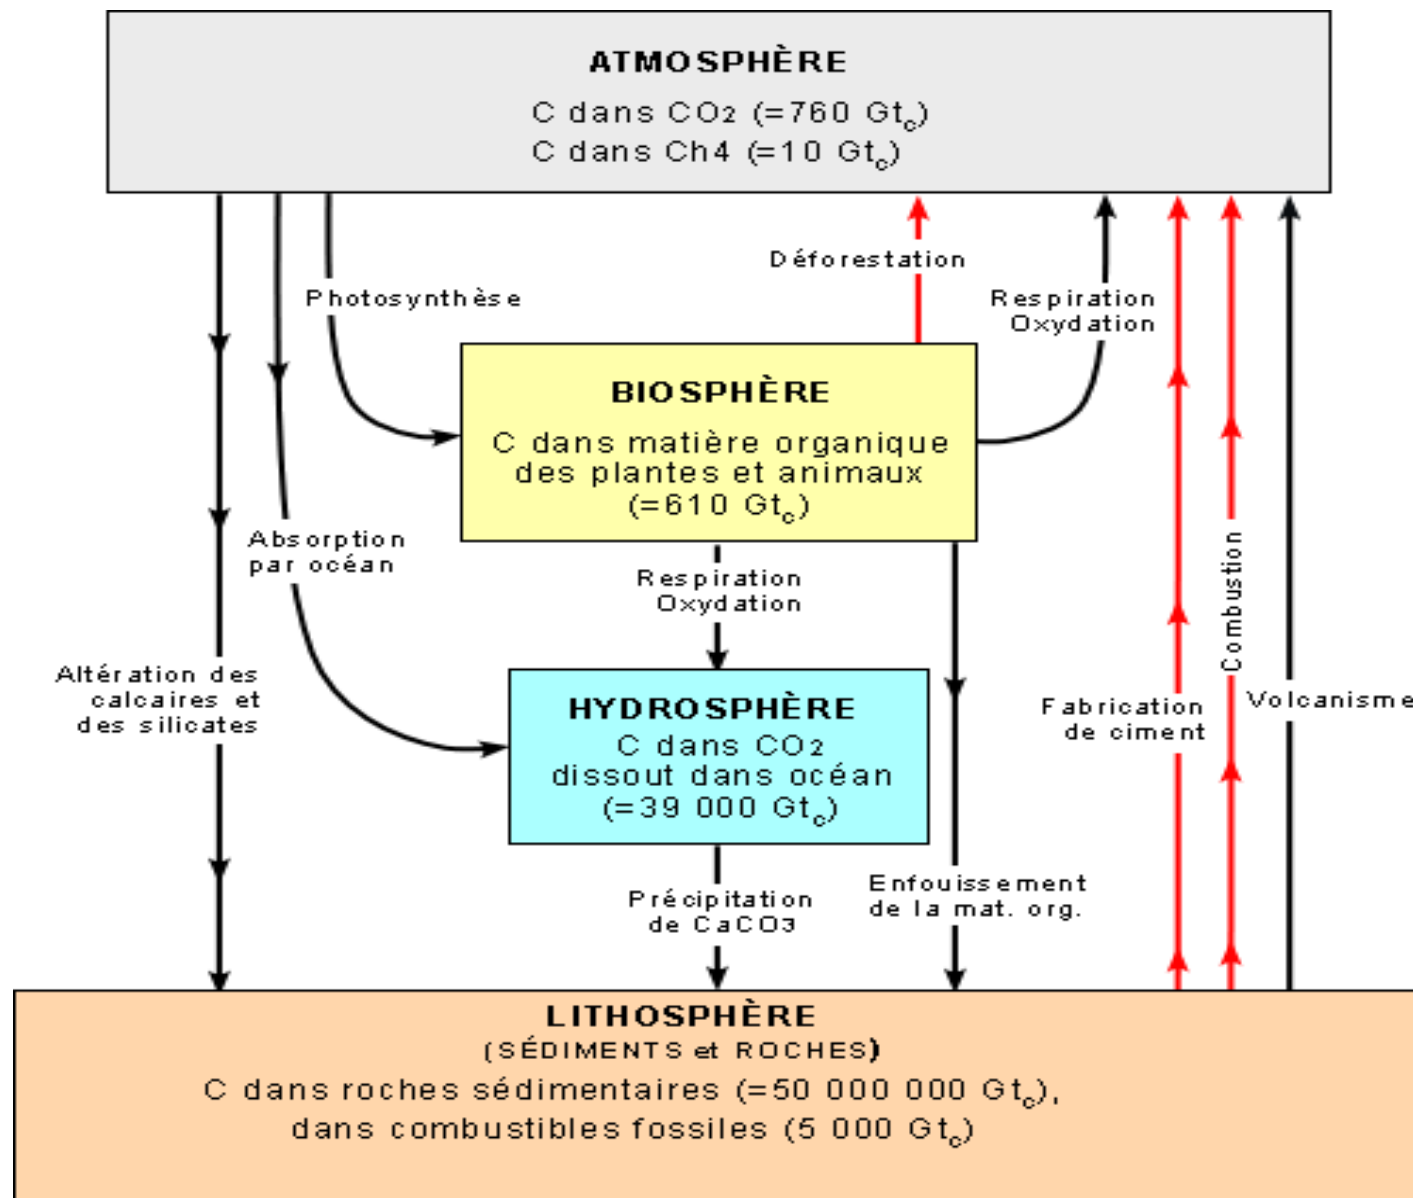 ATMOSPHÈRE
C dans CO2 (=760 Gtc)
C dans Ch4 (=10 Gtc)
Déforestation
Photosynthèse
Respiration
Oxydation
BIOSPHÈRE
C dans matière organique
des plantes et animaux
(=610 Gtc)
Absorption
par océan
Respiration
Oxydation
Combustion
Altération des
calcaires et
des silicates
HYDROSPHÈRE
C dans CO2
dissout dans océan
(=39 000 Gtc)
Fabrication
de ciment
Volcanisme
Précipitation
de CaCO3
Enfouissement
de la mat. org.
LITHOSPHÈRE
(SÉDIMENTS et ROCHES)
C dans roches sédimentaires (=50 000 000 Gtc),
dans combustibles fossiles (5 000 Gtc)